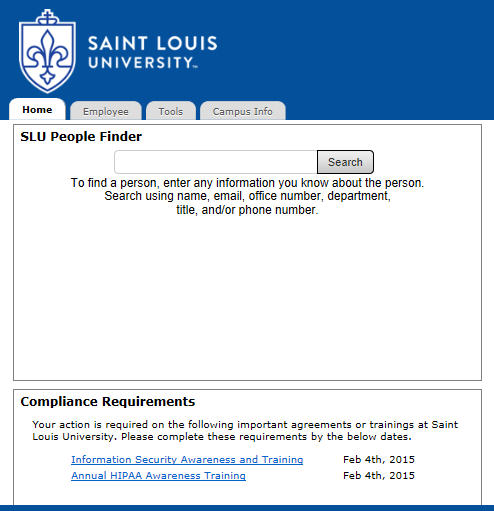 SAINT LOUIS
UNIVERSITY™
Home Employee Tools Campus Info
SLU People Finder
Search
To find a person, enter any information you know about the person.
Search using name, email, office number, department,
title, and/or phone number.
Compliance Requirements
Your action is required on the following important agreements or trainings at Saint
Louis University. Please complete these requirements by the below dates.
Information Security Awareness and Training Feb 4th, 2015
Annual HIPAA Awareness Training Feb 4th, 2015